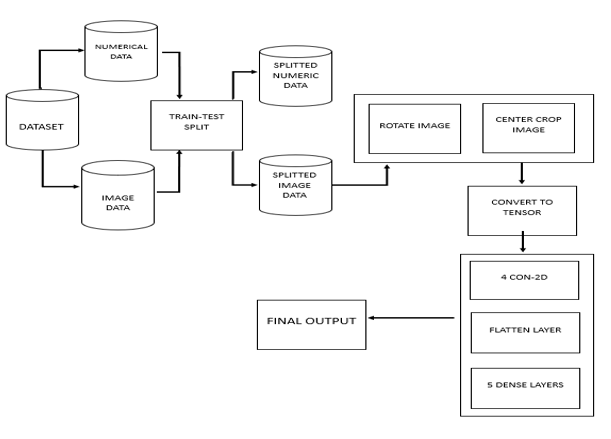 NUMERICAL
DATA
DATASET
IMAGE
DATA
TRAIN-TEST
SPLIT
SPLITTED
NUMERIC
DATA
SPLITTED
IMAGE
DATA
ROTATE IMAGE
CENTER CROP
IMAGE
CONVERT TO
TENSOR
4 CON-2D
FLATTEN LAYER
5 DENSE LAYERS
FINAL OUTPUT